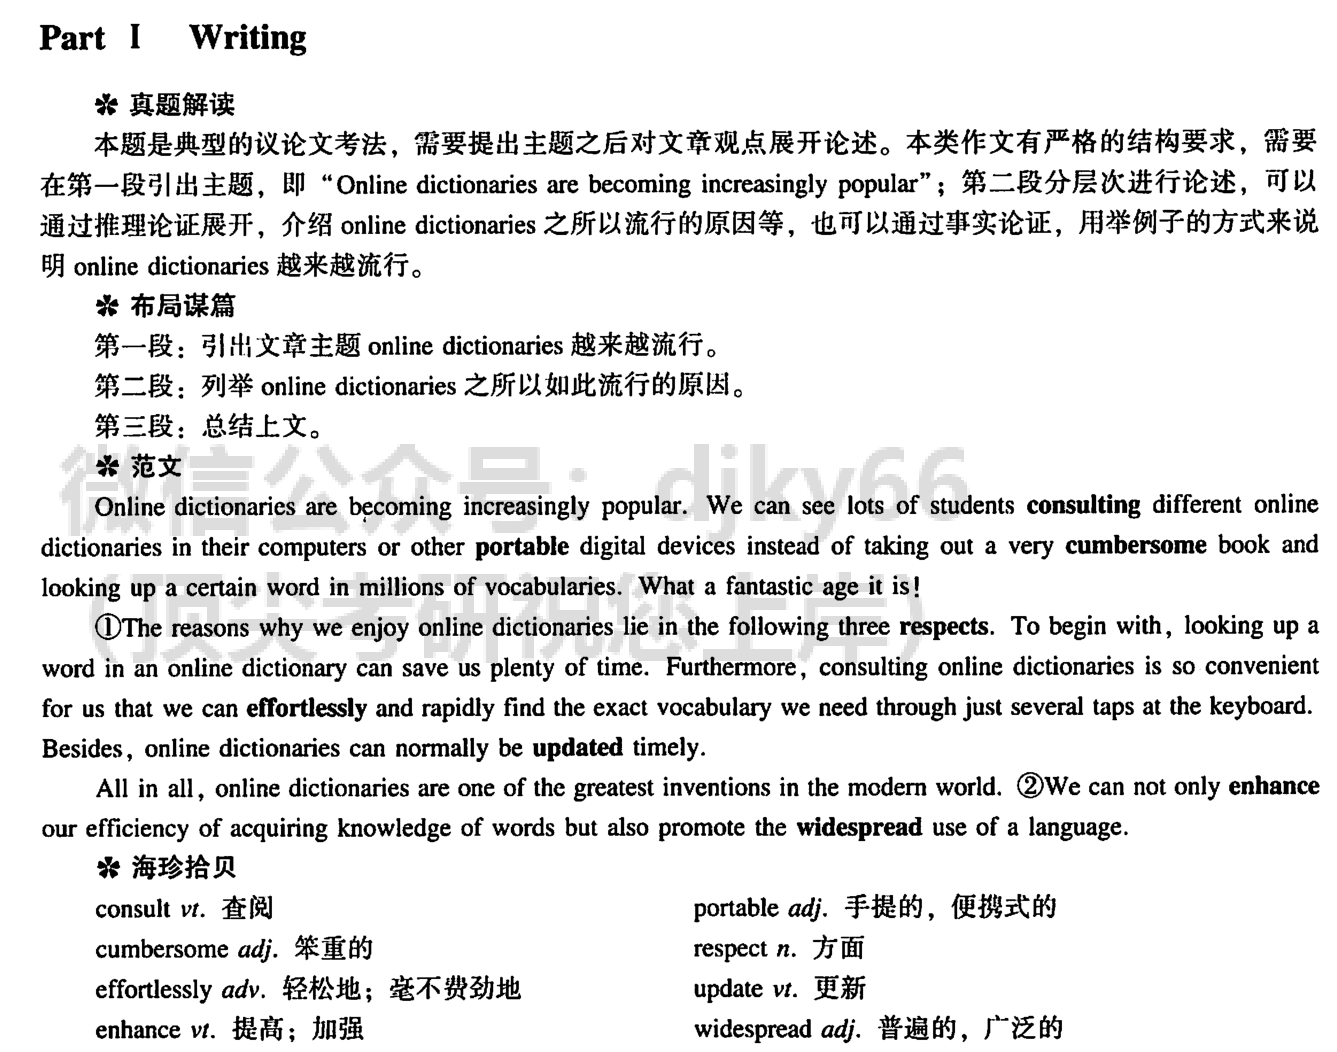 Part Ⅰ Writing
✽ 真题解读
本题是典型的议论文考法，需要提出主题之后对文章观点展开论述。本类作文有严格的结构要求，需要
在第一段引出主题，即“Online dictionaries are becoming increasingly popular”；第二段分层次进行论述，可以
通过推理论证展开，介绍 online dictionaries 之所以流行的原因等，也可以通过事实论证，用举例子的方式来说
明 online dictionaries 越来越流行。
✽ 布局谋篇
第一段：引出文章主题 online dictionaries 越来越流行。
第二段：列举 online dictionaries 之所以如此流行的原因。
第三段：总结上文。
微信公众号：djky66
✽ 范文
Online dictionaries are becoming increasingly popular. We can see lots of students consulting different online
dictionaries in their computers or other portable digital devices instead of taking out a very cumbersome book and
looking up a certain word in millions of vocabularies. What a fantastic age it is!
（顶尖考研祝您上岸）
①The reasons why we enjoy online dictionaries lie in the following three respects. To begin with, looking up a
word in an online dictionary can save us plenty of time. Furthermore, consulting online dictionaries is so convenient
for us that we can effortlessly and rapidly find the exact vocabulary we need through just several taps at the keyboard.
Besides, online dictionaries can normally be updated timely.
All in all, online dictionaries are one of the greatest inventions in the modern world. ②We can not only enhance
our efficiency of acquiring knowledge of words but also promote the widespread use of a language.
✽ 海珍拾贝
consult vt. 查阅 portable adj. 手提的，便携式的
cumbersome adj. 笨重的 respect n. 方面
effortlessly adv. 轻松地；毫不费劲地 update vt. 更新
enhance vt. 提高；加强 widespread adj. 普遍的，广泛的